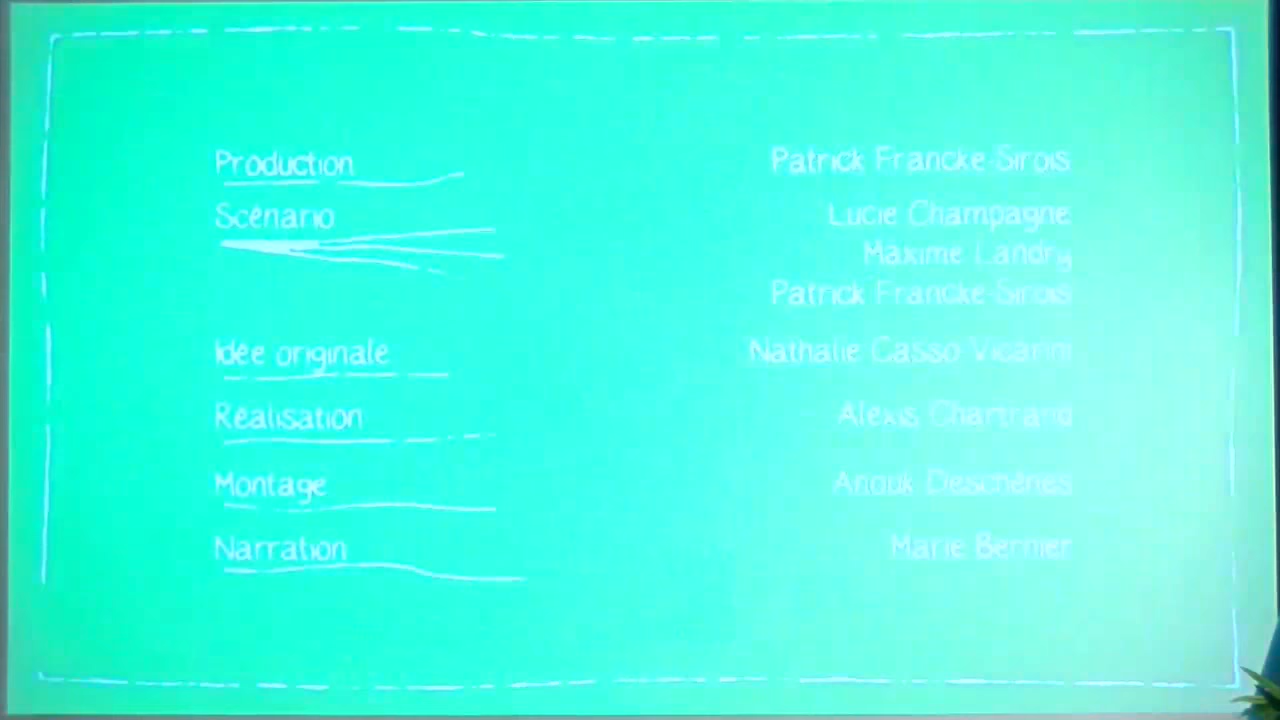 Production Patrick Francke-Sirois
Scénario Lucie Champagne
Maxime Landry
Patrick Francke-Sirois
Idée originale Nathalie Casso-Vicarini
Réalisation Alexis Chartrand
Montage Anouk Deschênes
Narration Marie Bernier